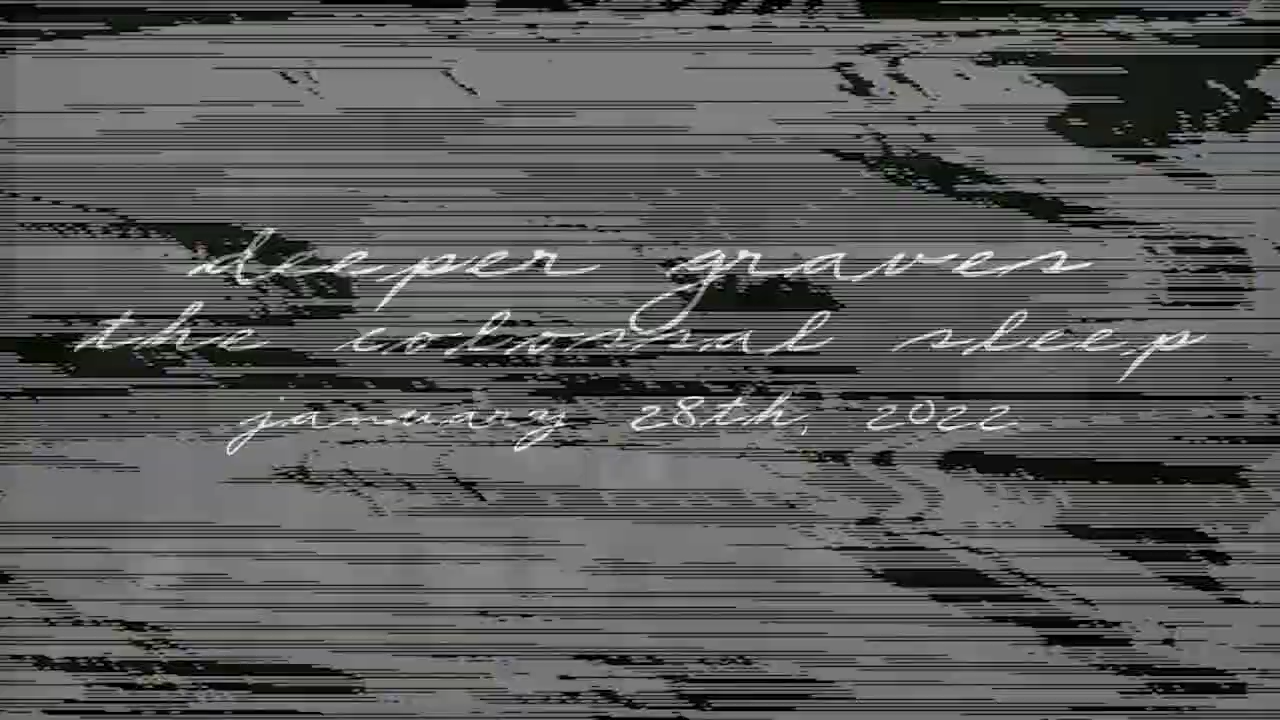 deeper graves
the colossal sleep
january 28th, 2022